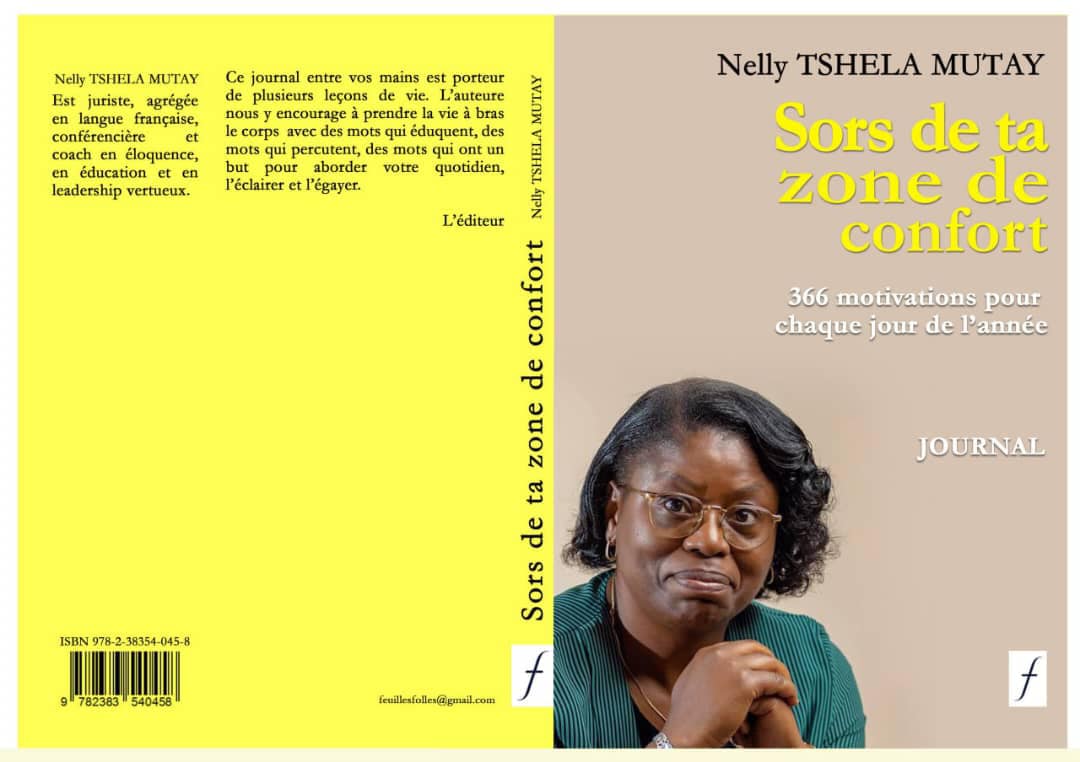 Nelly TSHELA MUTAY
Est juriste, agrégée
en langue française,
conférencière et
coach en éloquence,
en éducation et en
leadership vertueux.
Ce journal entre vos mains est porteur
de plusieurs leçons de vie. L’auteure
nous y encourage à prendre la vie à bras
le corps avec des mots qui éduquent, des
mots qui percutent, des mots qui ont un
but pour aborder votre quotidien,
l’éclairer et l’égayer.
L’éditeur
ISBN 978-2-38354-045-8
9 782383 540458
feuillesfolles@gmail.com
Sors de ta zone de confort Nelly TSHELA MUTAY
f
Nelly TSHELA MUTAY
Sors de ta
zone de
confort
366 motivations pour
chaque jour de l’année
JOURNAL
f